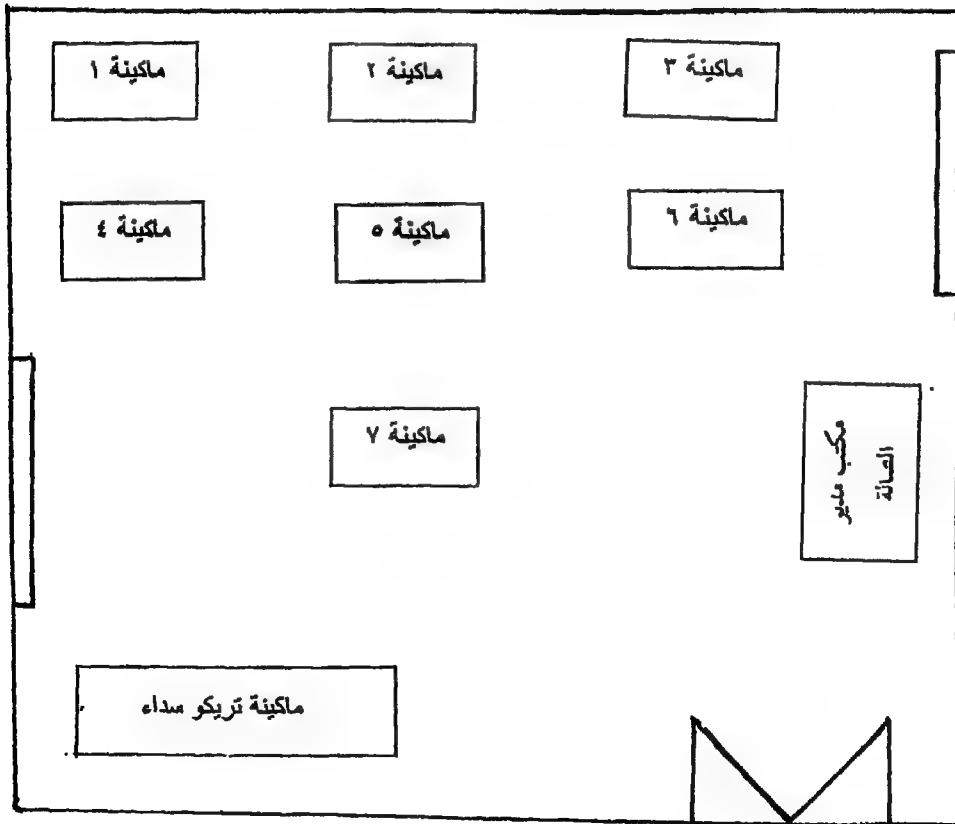 ماكينة ١
ماكينة ٢
ماكينة ٣
ماكينة ٤
ماكينة ٥
ماكينة ٦
ماكينة ٧
مكتب مدير
الصالة
ماكينة تريكو سداء